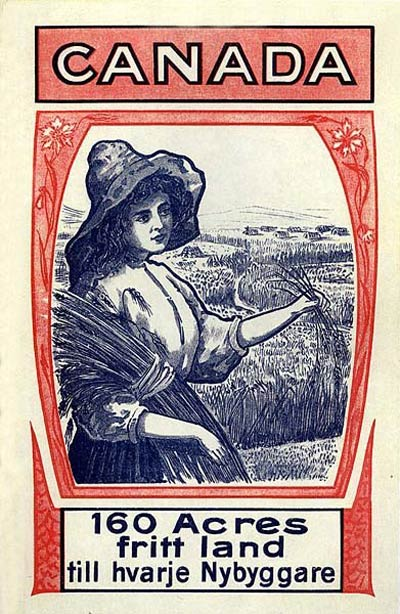 CANADA
160 Acres
fritt land
till hvarje Nybyggare